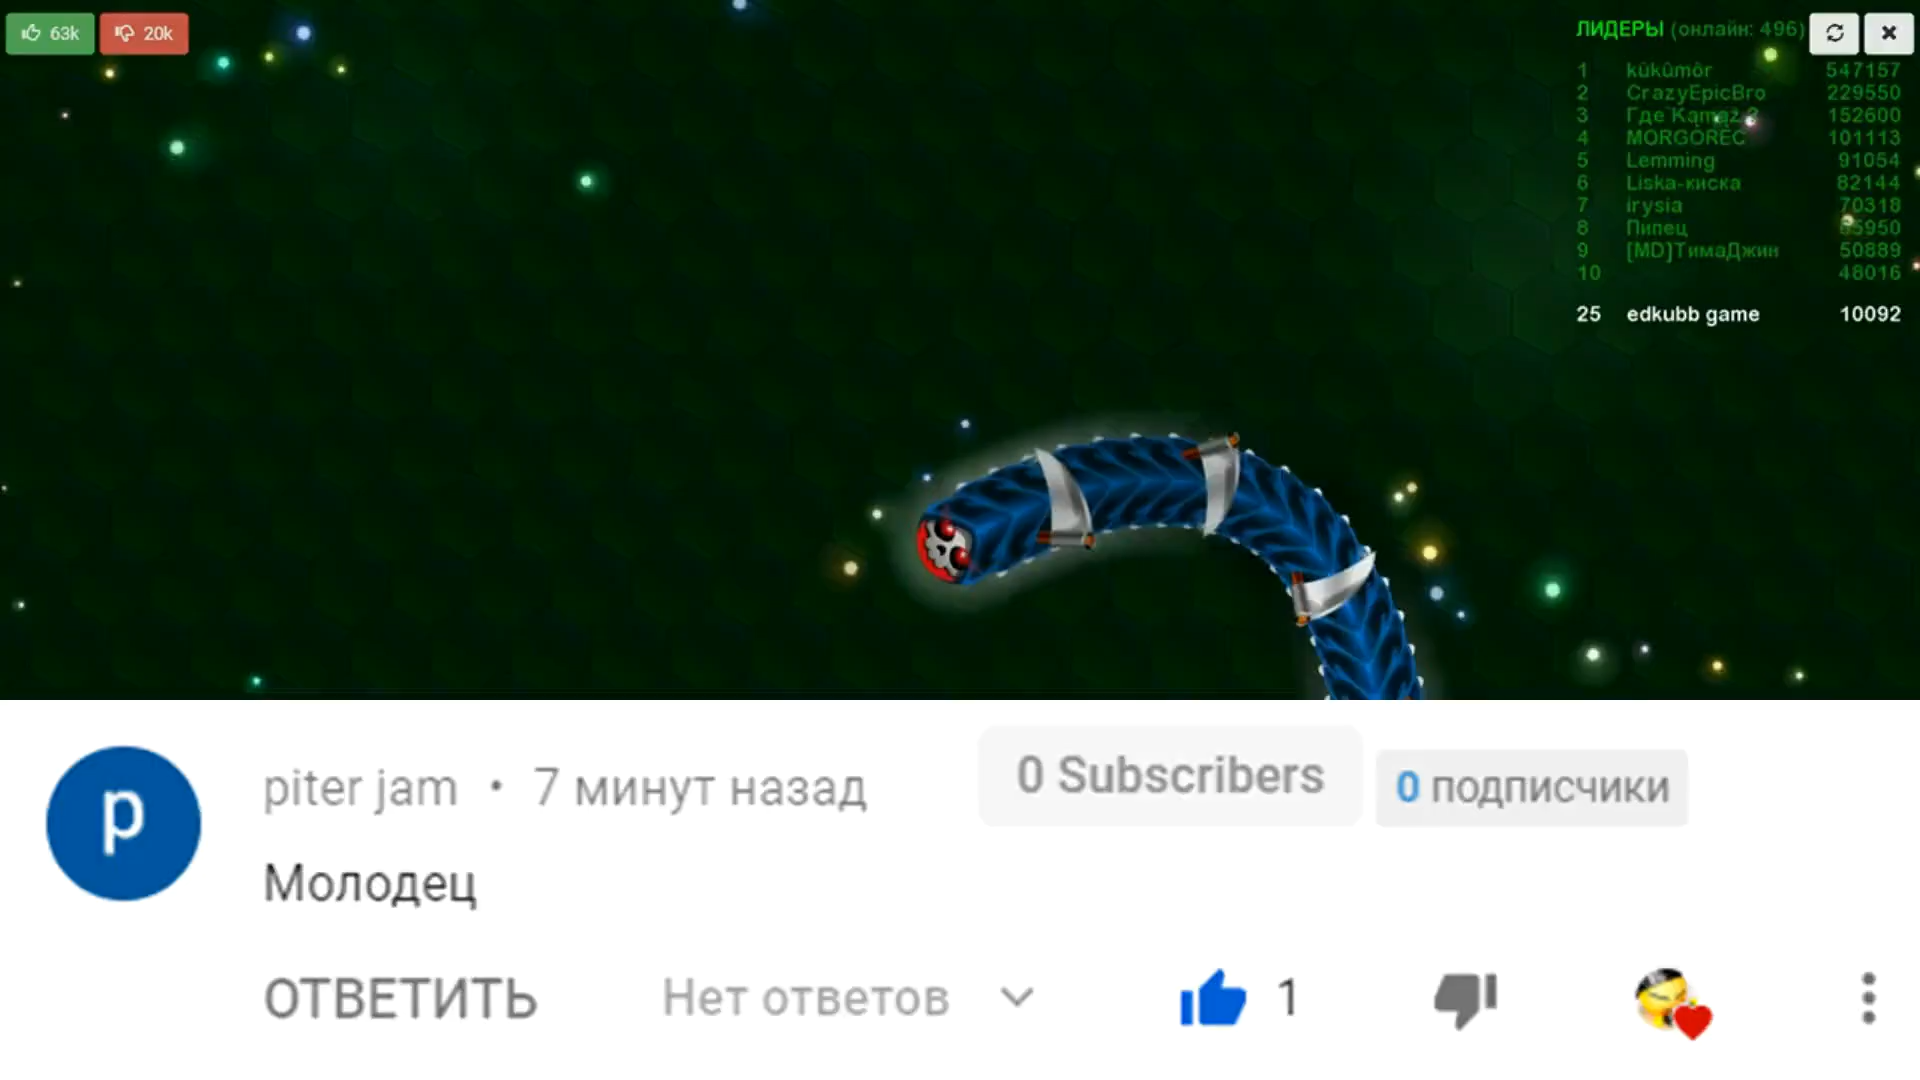 63k 20k
ЛИДЕРЫ (онлайн: 496)
1 kûkûmôr 547157
2 CrazyEpicBro 229550
3 Где Kamaz ? 152600
4 MORGOREC 101113
5 Lemming 91054
6 Liska-киска 82144
7 irysia 70318
8 Пипец
9 [MD]ТимаДжин 50889
10 48016
25 edkubb game 10092
piter jam • 7 минут назад
0 Subscribers
0 подписчики
Молодец
ОТВЕТИТЬ Нет ответов 1
p